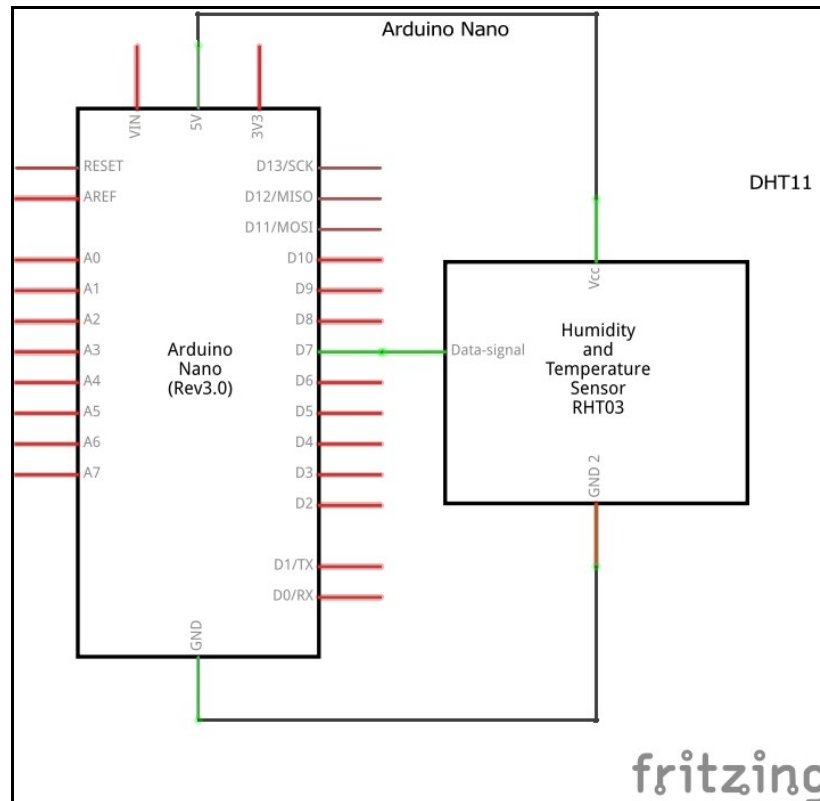 Arduino Nano
VIN
5V
3V3
RESET
AREF
A0
A1
A2
A3
A4
A5
A6
A7
Arduino
Nano
(Rev3.0)
D13/SCK
D12/MISO
D11/MOSI
D10
D9
D8
D7
D6
D5
D4
D3
D2
D1/TX
D0/RX
GND
DHT11
Vcc
Data-signal
Humidity
and
Temperature
Sensor
RHT03
GND 2
fritzing